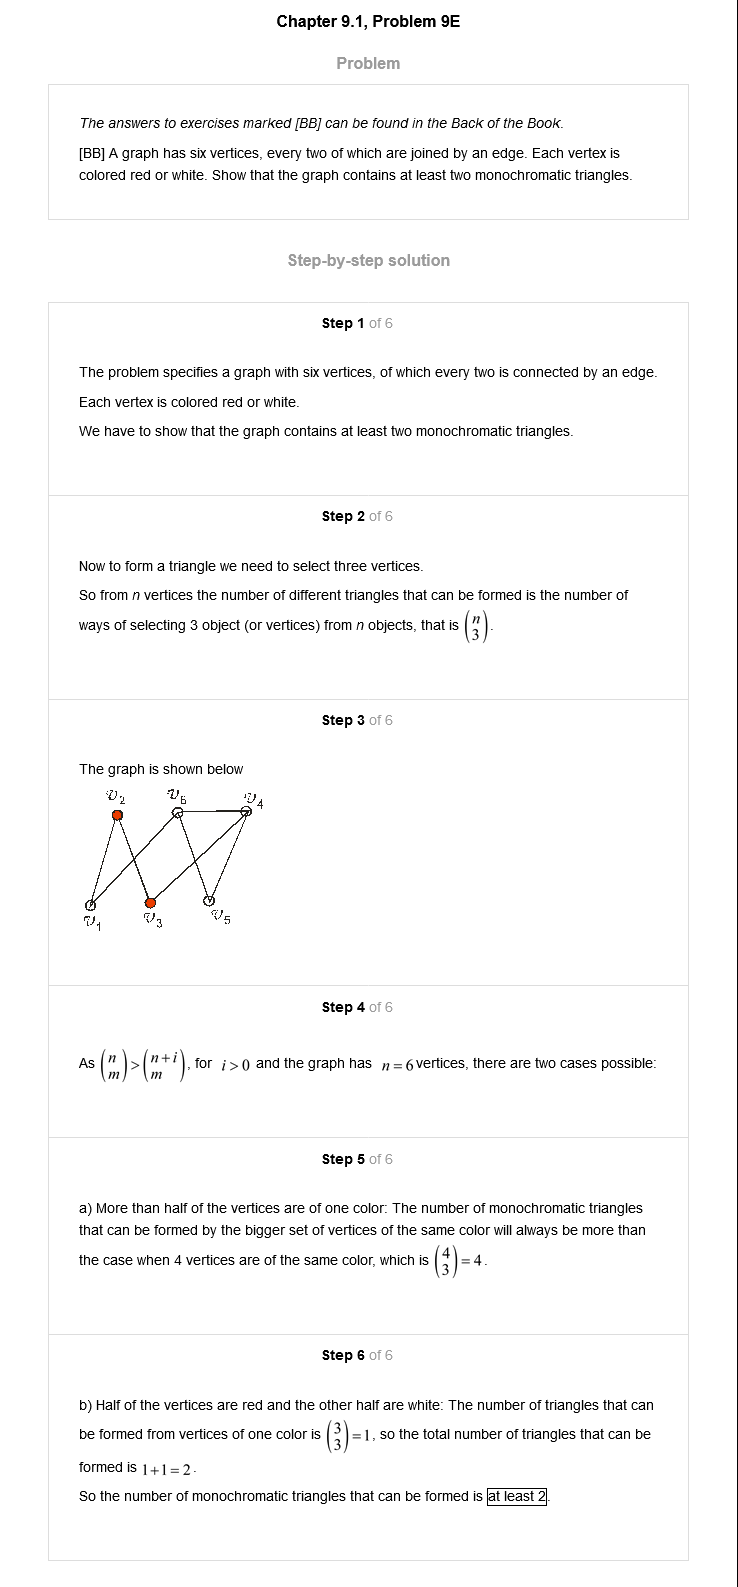 Chapter 9.1, Problem 9E
Problem
The answers to exercises marked [BB] can be found in the Back of the Book.
[BB] A graph has six vertices, every two of which are joined by an edge. Each vertex is
colored red or white. Show that the graph contains at least two monochromatic triangles.
Step-by-step solution
Step 1 of 6
The problem specifies a graph with six vertices, of which every two is connected by an edge.
Each vertex is colored red or white.
We have to show that the graph contains at least two monochromatic triangles.
Step 2 of 6
Now to form a triangle we need to select three vertices.
So from n vertices the number of different triangles that can be formed is the number of
ways of selecting 3 object (or vertices) from n objects, that is (n 3).
Step 3 of 6
The graph is shown below
v2 v6 v4
v1 v3 v5
Step 4 of 6
As (n m) > (n+i m), for i > 0 and the graph has n = 6 vertices, there are two cases possible:
Step 5 of 6
a) More than half of the vertices are of one color: The number of monochromatic triangles
that can be formed by the bigger set of vertices of the same color will always be more than
the case when 4 vertices are of the same color, which is (4 3) = 4.
Step 6 of 6
b) Half of the vertices are red and the other half are white: The number of triangles that can
be formed from vertices of one color is (3 3) = 1, so the total number of triangles that can be
formed is 1+1=2.
So the number of monochromatic triangles that can be formed is at least 2.